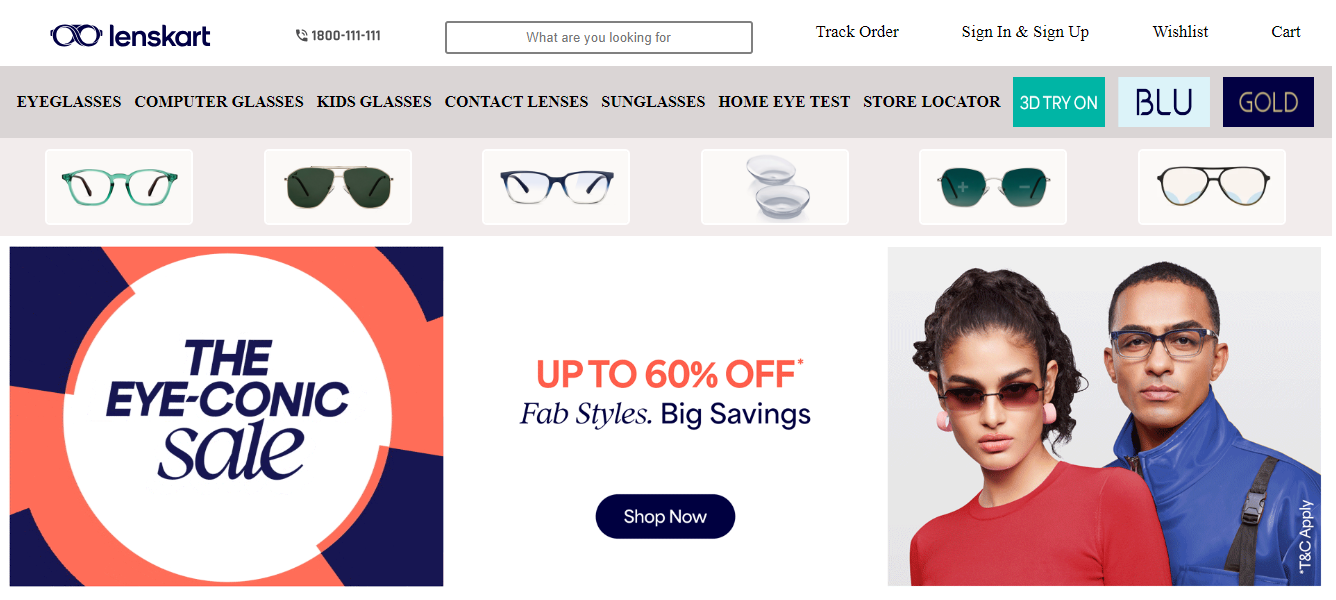 lenskart
1800-111-111
What are you looking for
Track Order
Sign In & Sign Up
Wishlist
Cart
EYEGLASSES
COMPUTER GLASSES
KIDS GLASSES
CONTACT LENSES
SUNGLASSES
HOME EYE TEST
STORE LOCATOR
3D TRY ON
BLU
GOLD
THE
EYE-CONIC
sale
UP TO 60% OFF*
Fab Styles. Big Savings
Shop Now
*T&C Apply